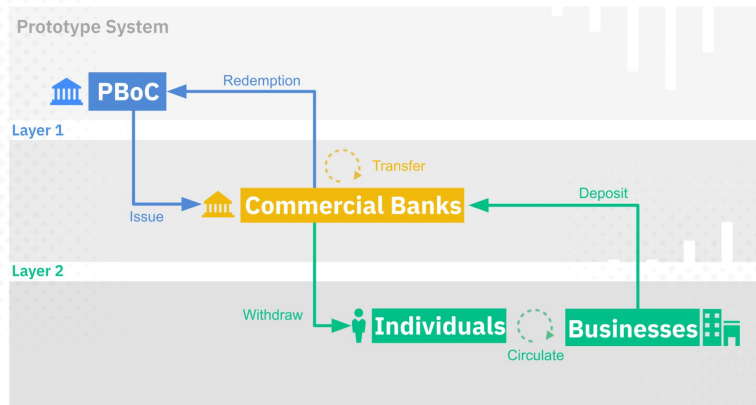 Prototype System
Redemption
PBoC
Layer 1
Transfer
Issue
Commercial Banks
Deposit
Layer 2
Withdraw
Individuals
Businesses
Circulate